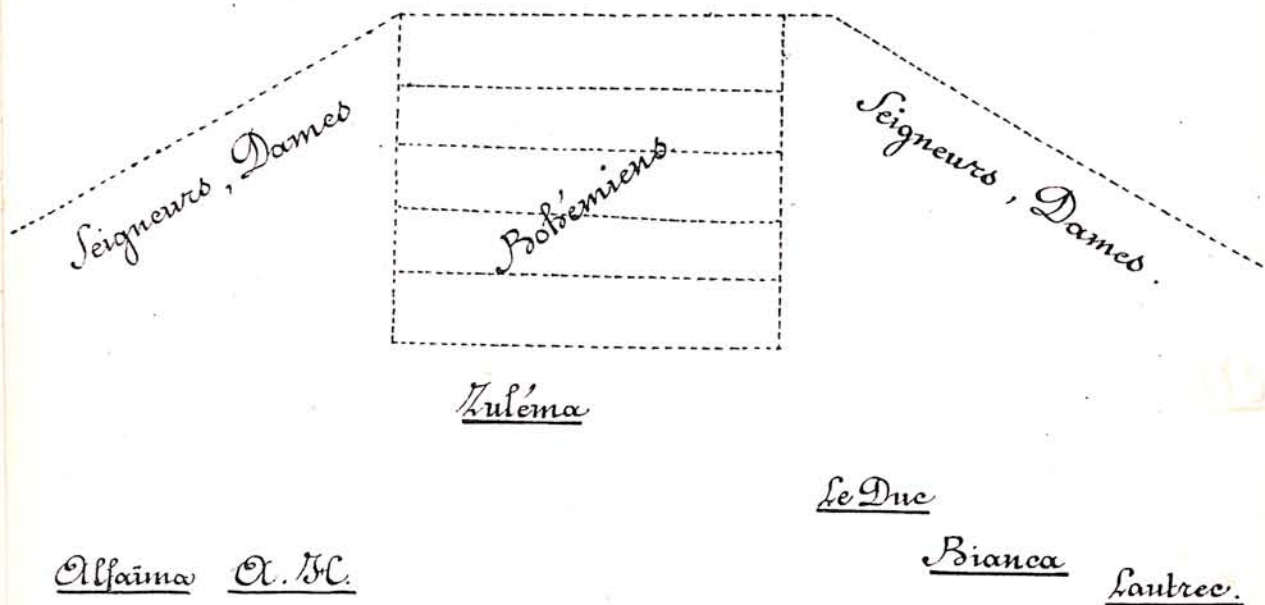 Seigneurs, Dames
Bohémiens
Seigneurs, Dames.
Zuléma
Le Duc
Bianca
Alfaïma A. H.
Lautrec.